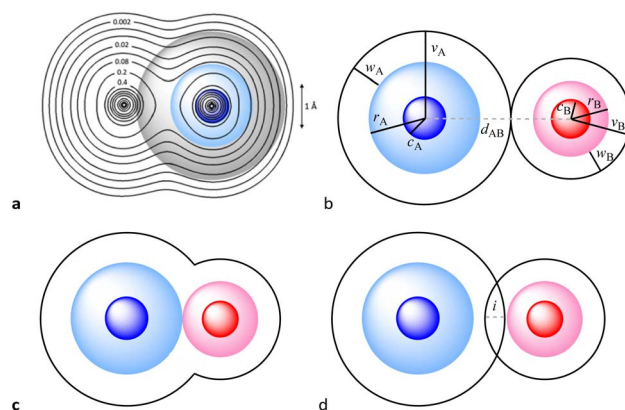 0.002
0.02
0.08
0.2
0.4
1 Å
a
v_A
w_A
r_A
c_A
d_AB
c_B
r_B
v_B
w_B
b
c
i
d